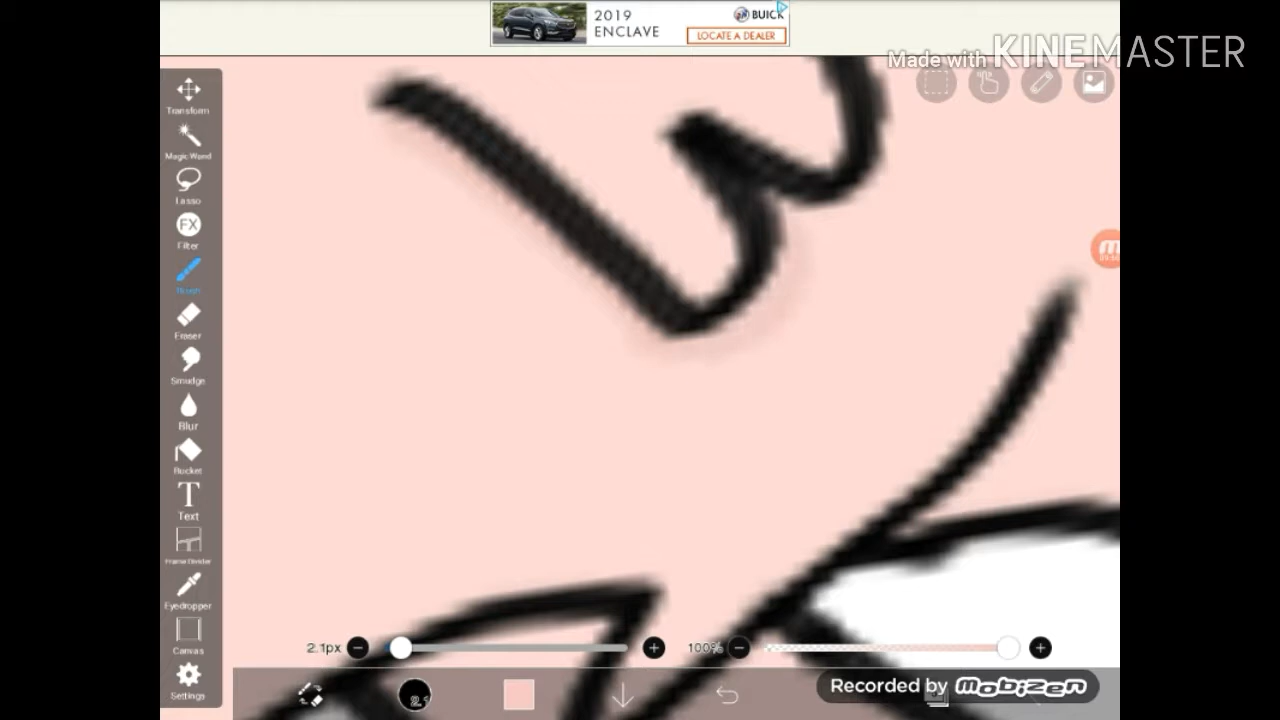 2019
ENCLAVE
BUICK
LOCATE A DEALER
Made with KINEMASTER
Transform
Magic Wand
Lasso
FX
Filter
Brush
Eraser
Smudge
Blur
Bucket
T
Text
Frame Divider
Eyedropper
Canvas
Settings
2.1px
100%
Recorded by mobizen